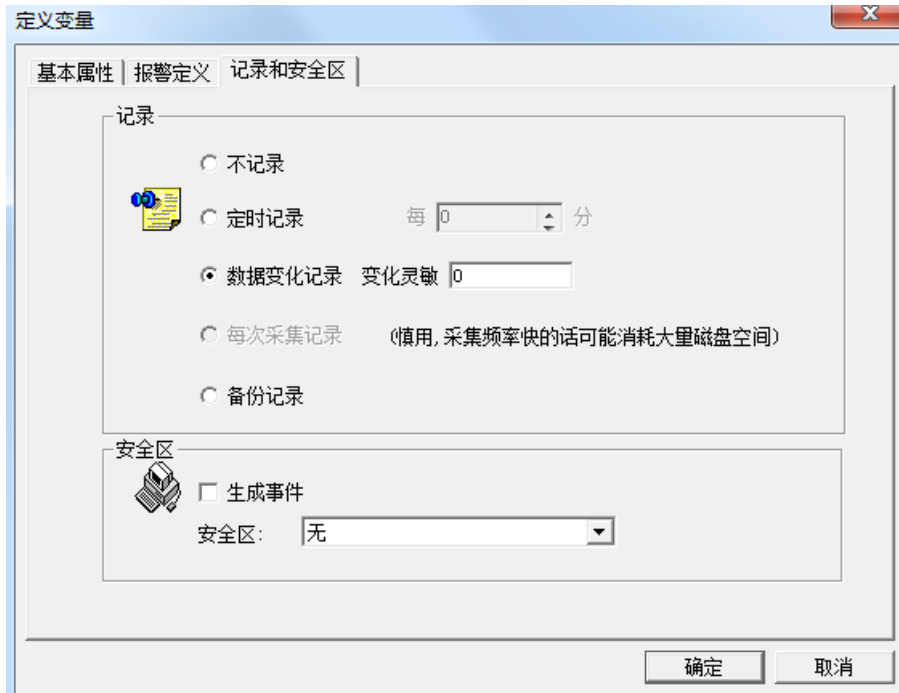 定义变量
基本属性 报警定义 记录和安全区
记录
不记录
定时记录 每 0 分
数据变化记录 变化灵敏 0
每次采集记录 (慎用,采集频率快的话可能消耗大量磁盘空间)
备份记录
安全区
生成事件
安全区: 无
确定 取消